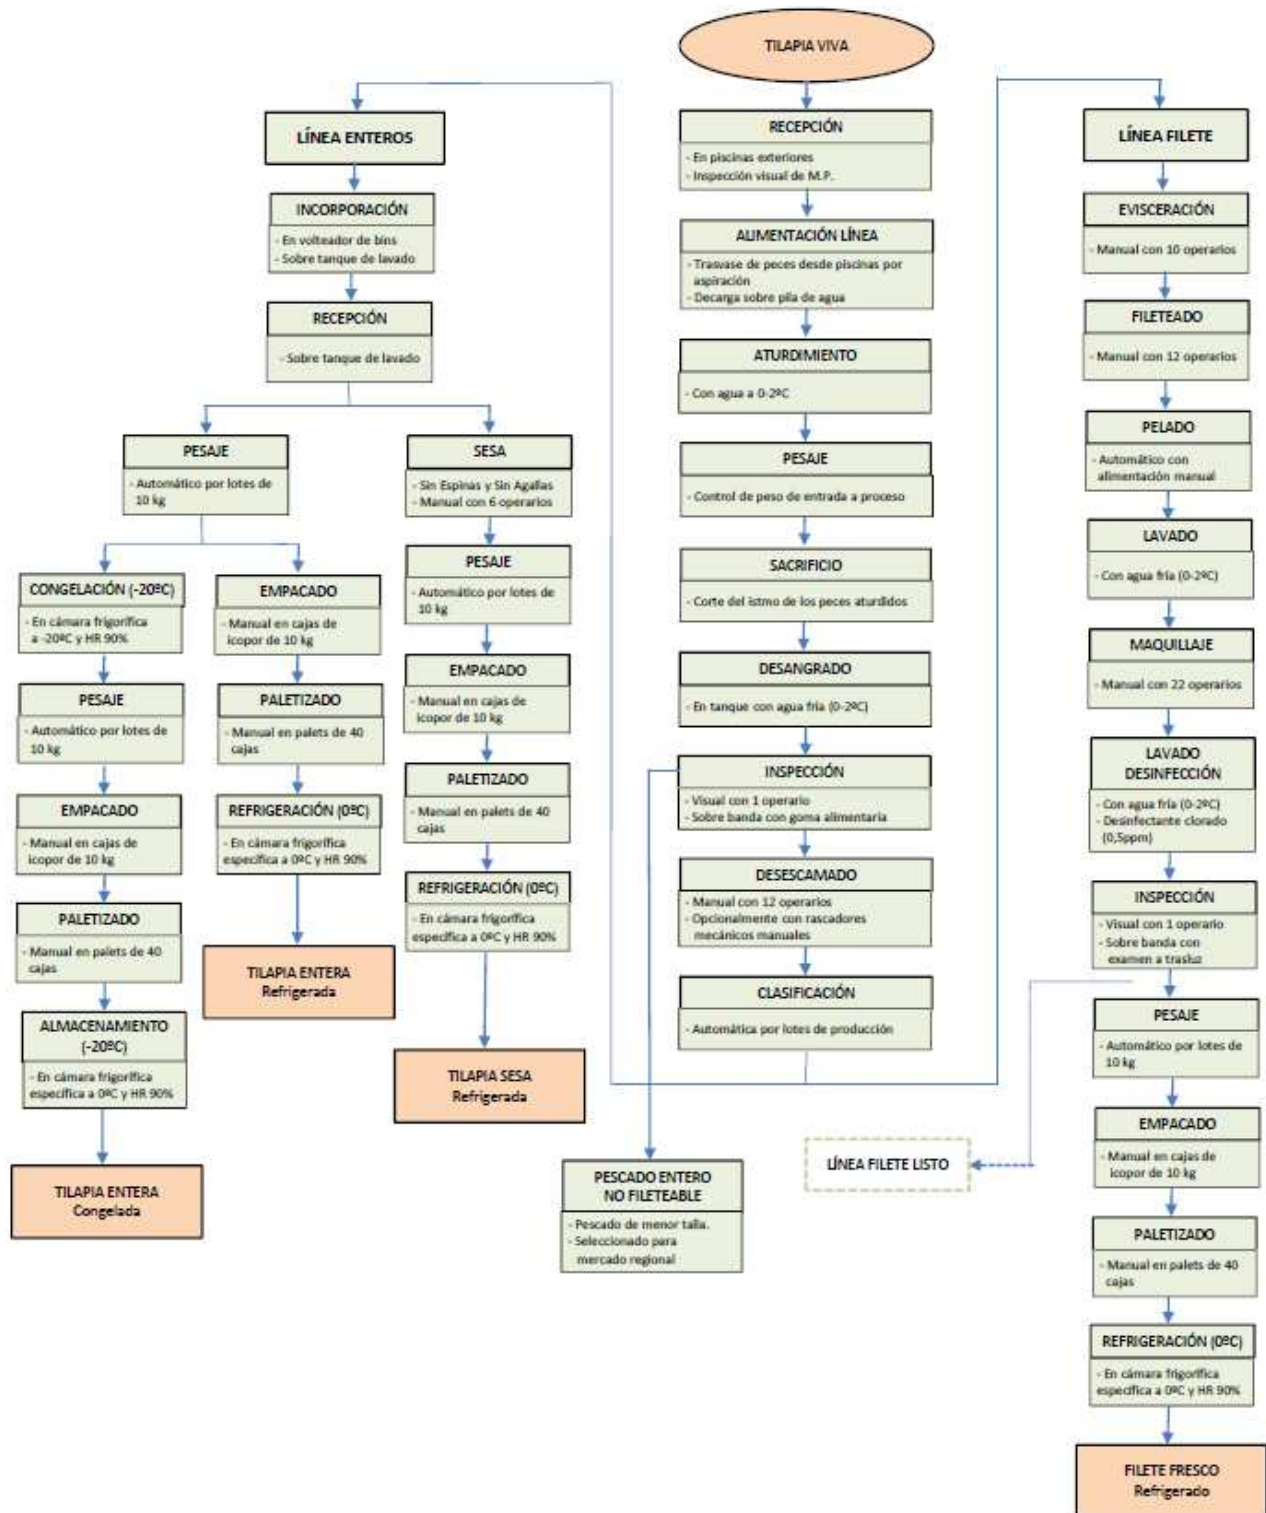 TILAPIA VIVA
RECEPCIÓN
- En piscinas exteriores
- Inspección visual de M.P.
ALIMENTACIÓN LÍNEA
- Trasvase de peces desde piscinas por
aspiración
- Decarga sobre pila de agua
ATURDIMIENTO
- Con agua a 0-2ºC
PESAJE
- Control de peso de entrada a proceso
SACRIFICIO
- Corte del istmo de los peces aturdidos
DESANGRADO
- En tanque con agua fría (0-2ºC)
INSPECCIÓN
- Visual con 1 operario
- Sobre banda con goma alimentaria
DESESCAMADO
- Manual con 12 operarios
- Opcionalmente con rascadores
mecánicos manuales
CLASIFICACIÓN
- Automática por lotes de producción
PESCADO ENTERO
NO FILETEABLE
- Pescado de menor talla.
- Seleccionado para
mercado regional
LÍNEA ENTEROS
INCORPORACIÓN
- En volteador de bins
- Sobre tanque de lavado
RECEPCIÓN
- Sobre tanque de lavado
PESAJE
- Automático por lotes de
10 kg
CONGELACIÓN (-20ºC)
- En cámara frigorífica
a -20ºC y HR 90%
PESAJE
- Automático por lotes de
10 kg
EMPACADO
- Manual en cajas de
icopor de 10 kg
PALETIZADO
- Manual en palets de 40
cajas
ALMACENAMIENTO
(-20ºC)
- En cámara frigorífica
específica a 0ºC y HR 90%
TILAPIA ENTERA
Congelada
EMPACADO
- Manual en cajas de
icopor de 10 kg
PALETIZADO
- Manual en palets de 40
cajas
REFRIGERACIÓN (0ºC)
- En cámara frigorífica
específica a 0ºC y HR 90%
TILAPIA ENTERA
Refrigerada
SESA
- Sin Espinas y Sin Agallas
- Manual con 6 operarios
PESAJE
- Automático por lotes de
10 kg
EMPACADO
- Manual en cajas de
icopor de 10 kg
PALETIZADO
- Manual en palets de 40
cajas
REFRIGERACIÓN (0ºC)
- En cámara frigorífica
específica a 0ºC y HR 90%
TILAPIA SESA
Refrigerada
LÍNEA FILETE
EVISCERACIÓN
- Manual con 10 operarios
FILETEADO
- Manual con 12 operarios
PELADO
- Automático con
alimentación manual
LAVADO
- Con agua fría (0-2ºC)
MAQUILLAJE
- Manual con 22 operarios
LAVADO
DESINFECCIÓN
- Con agua fría (0-2ºC)
- Desinfectante clorado
(0,5ppm)
INSPECCIÓN
- Visual con 1 operario
- Sobre banda con
examen a trasluz
LÍNEA FILETE LISTO
PESAJE
- Automático por lotes de
10 kg
EMPACADO
- Manual en cajas de
icopor de 10 kg
PALETIZADO
- Manual en palets de 40
cajas
REFRIGERACIÓN (0ºC)
- En cámara frigorífica
específica a 0ºC y HR 90%
FILETE FRESCO
Refrigerado